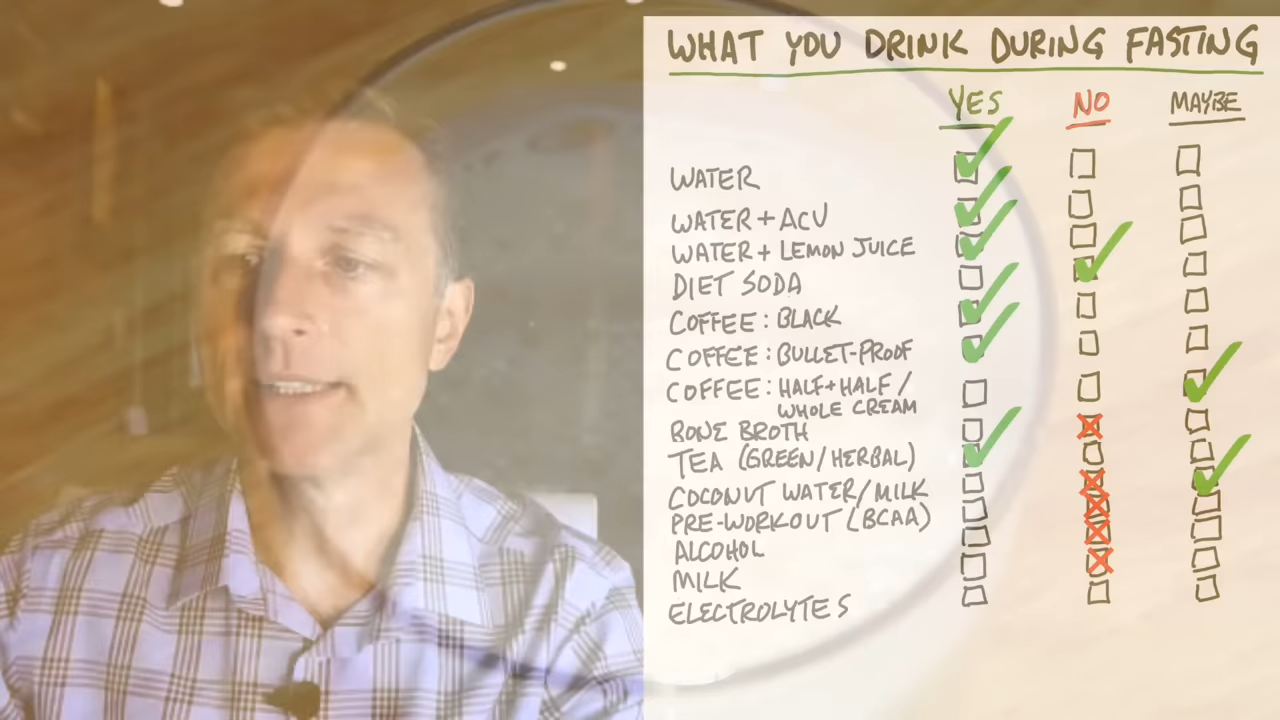 WHAT YOU DRINK DURING FASTING
YES NO MAYBE
WATER
WATER + ACV
WATER + LEMON JUICE
DIET SODA
COFFEE: BLACK
COFFEE: BULLET-PROOF
COFFEE: HALF+HALF /
WHOLE CREAM
BONE BROTH
TEA (GREEN/HERBAL)
COCONUT WATER/MILK
PRE-WORKOUT (BCAA)
ALCOHOL
MILK
ELECTROLYTES